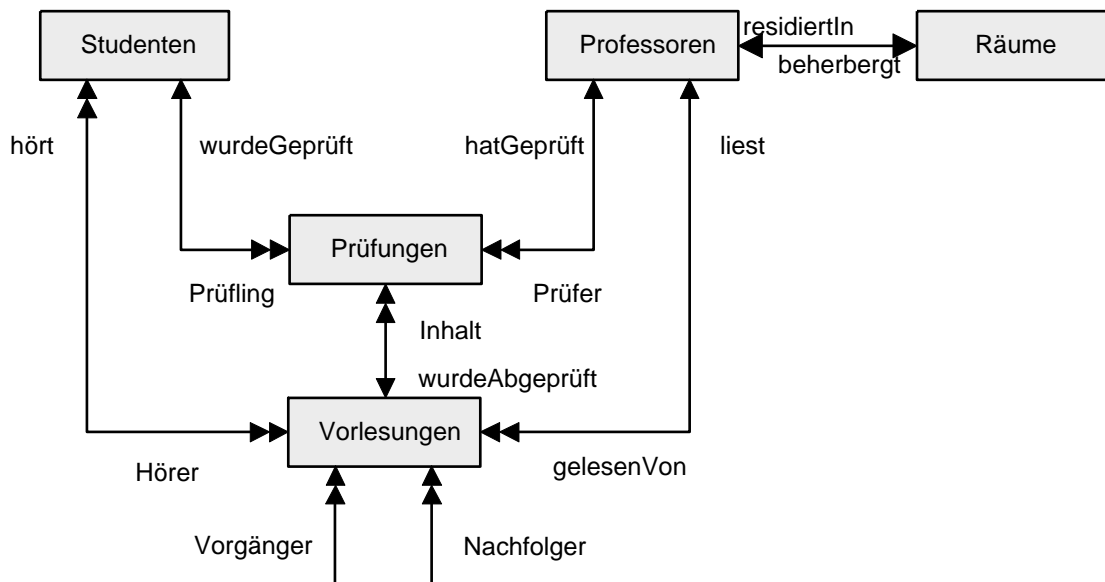 Studenten
Professoren
residiertIn
beherbergt
Räume
hört
wurdeGeprüft
hatGeprüft
liest
Prüfungen
Prüfling
Prüfer
Inhalt
wurdeAbgeprüft
Vorlesungen
Hörer
gelesenVon
Vorgänger
Nachfolger